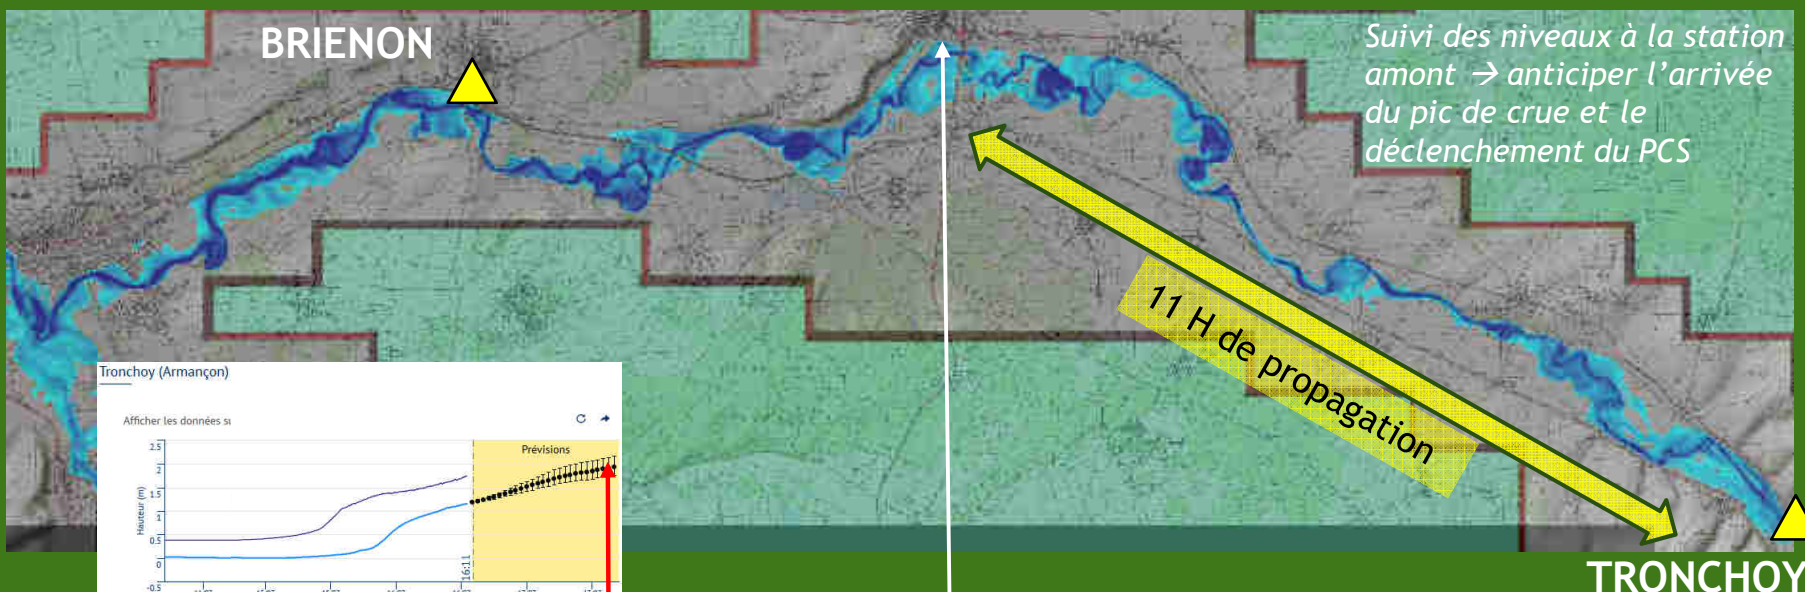 BRIENON
Suivi des niveaux à la station
amont → anticiper l'arrivée
du pic de crue et le
déclenchement du PCS
11 H de propagation
Tronchoy (Armançon)
Afficher les données su
Prévisions
Hauteur (m)
2.5
2
1.5
1
0.5
0
-0.5
16:11
TRONCHOY